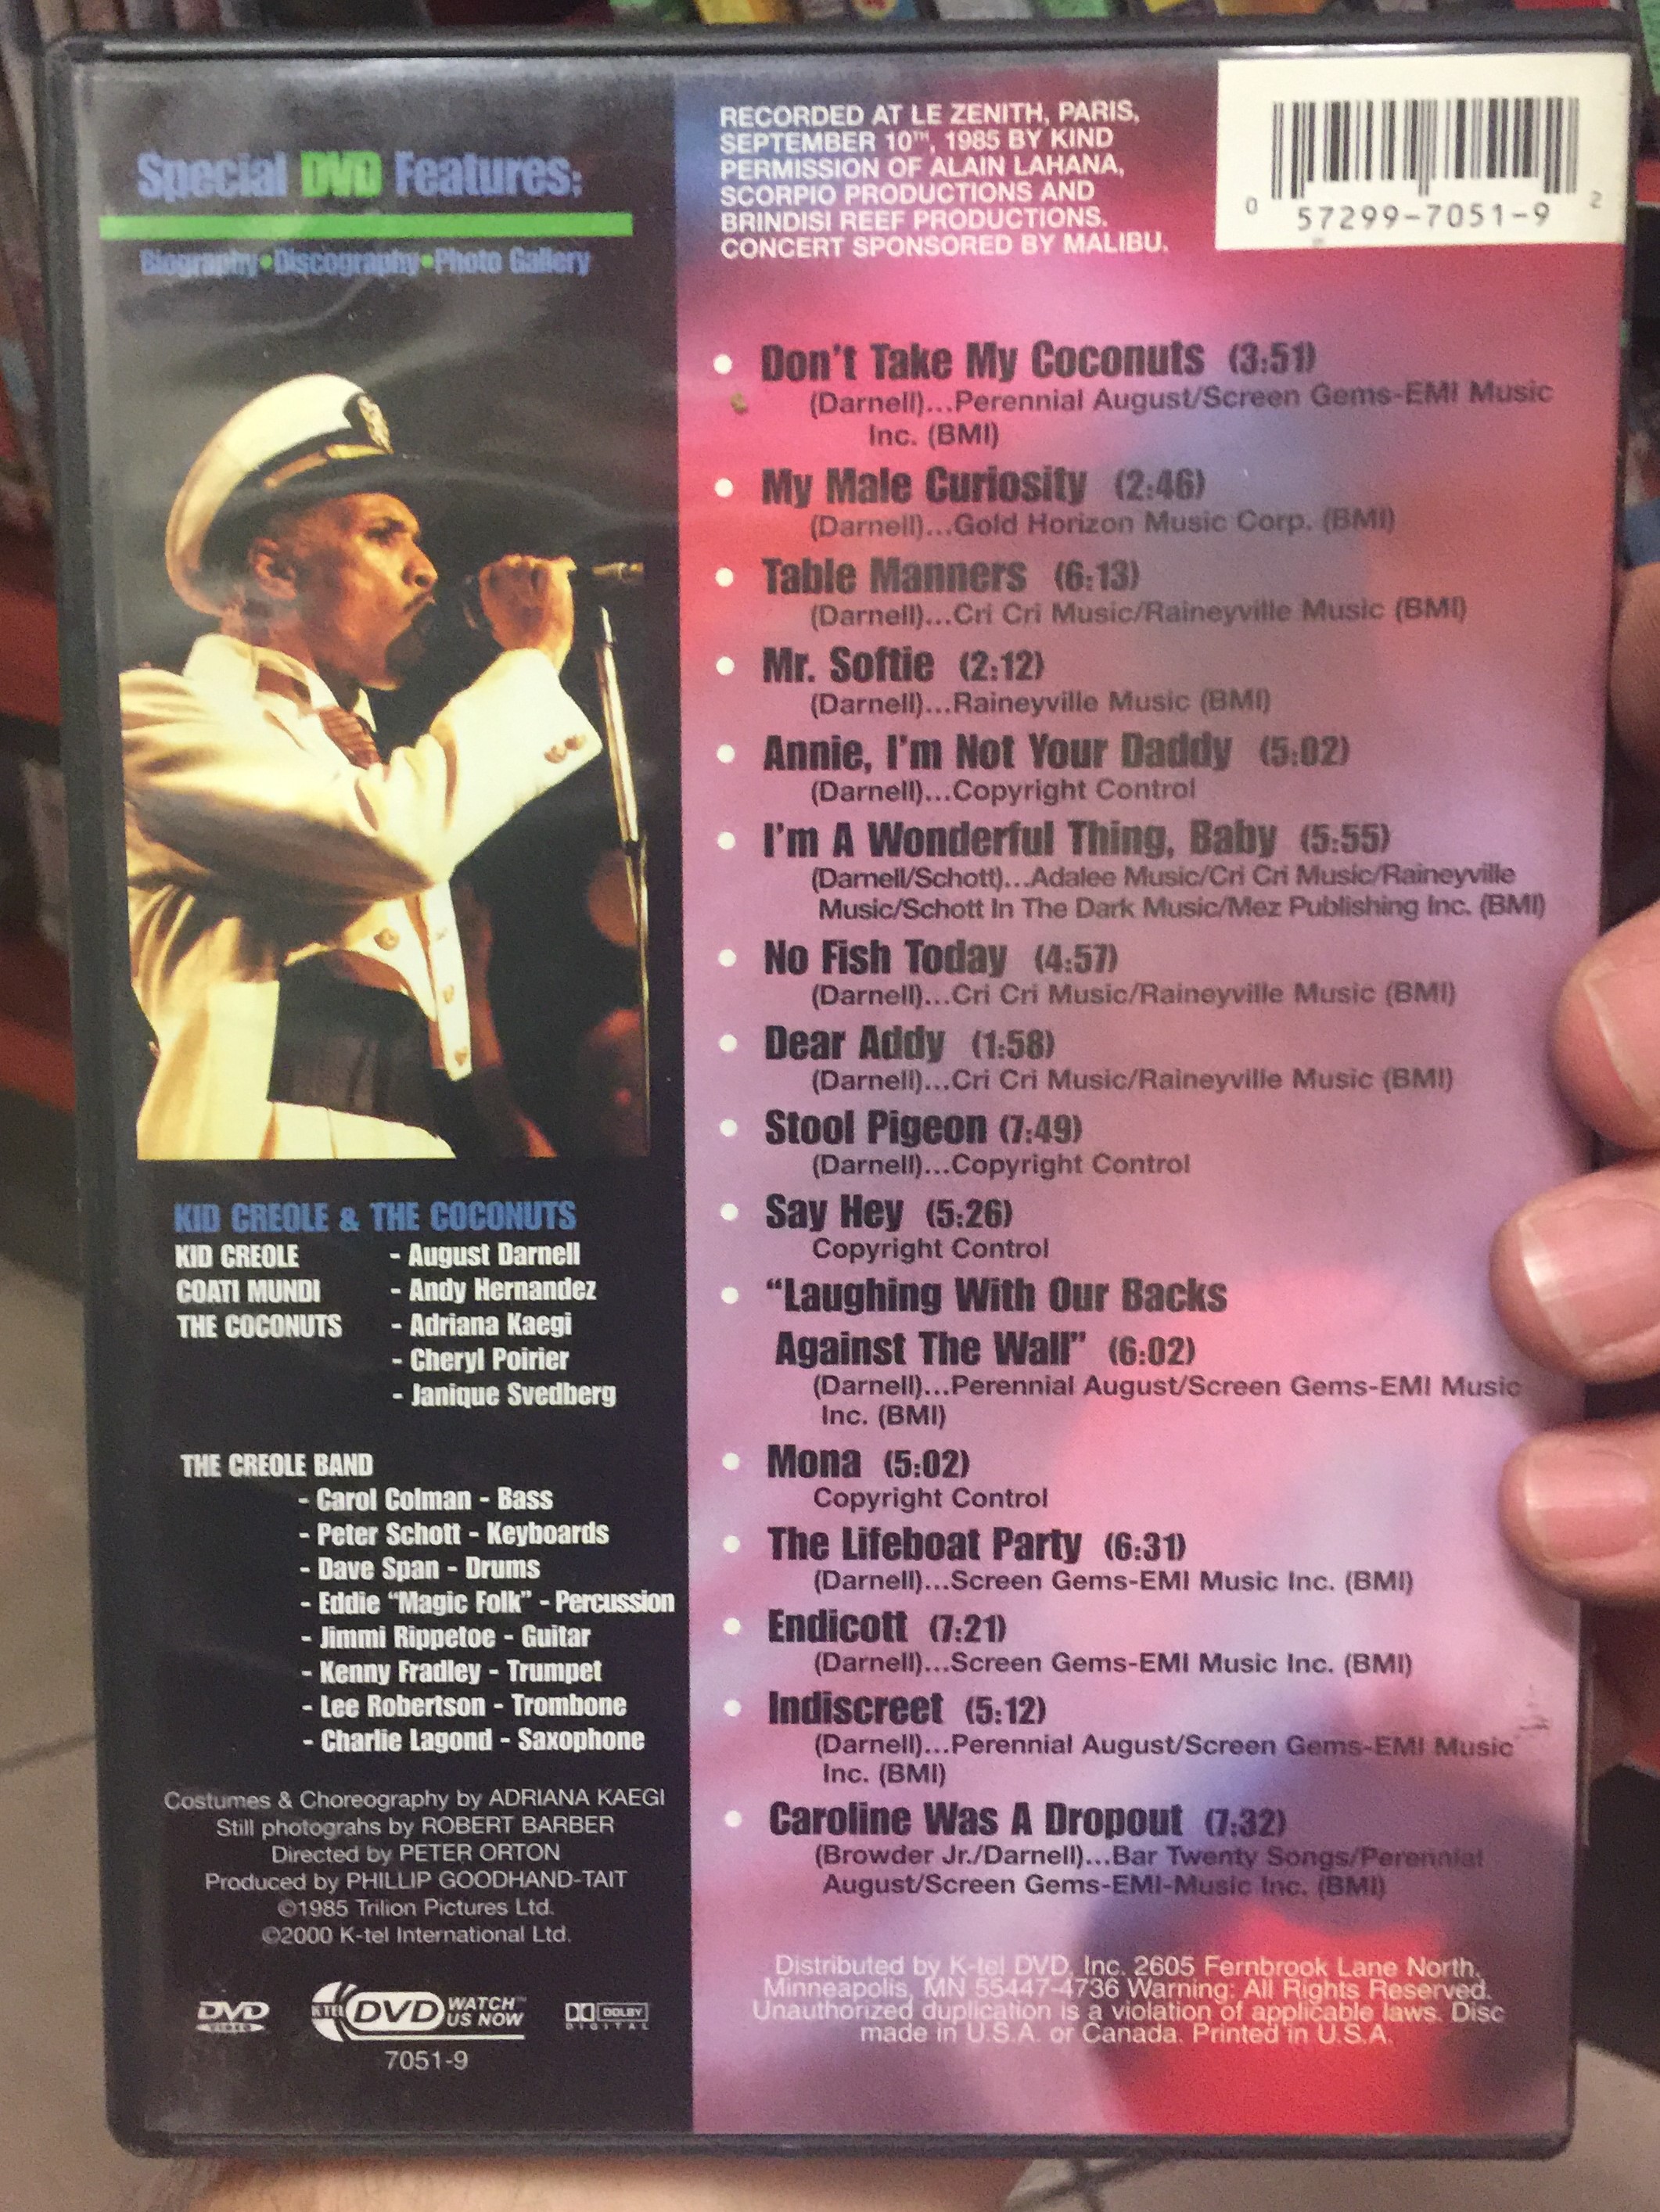 Special DVD Features:
Biography•Discography•Photo Gallery
KID CREOLE & THE COCONUTS
KID CREOLE - August Darnell
COATI MUNDI - Andy Hernandez
THE COCONUTS - Adriana Kaegi
- Cheryl Poirier
- Janique Svedberg
THE CREOLE BAND
- Carol Colman - Bass
- Peter Schott - Keyboards
- Dave Span - Drums
- Eddie “Magic Folk” - Percussion
- Jimmi Rippetoe - Guitar
- Kenny Fradley - Trumpet
- Lee Robertson - Trombone
- Charlie Lagond - Saxophone
Costumes & Choreography by ADRIANA KAEGI
Still photograhs by ROBERT BARBER
Directed by PETER ORTON
Produced by PHILLIP GOODHAND-TAIT
©1985 Trilion Pictures Ltd.
©2000 K-tel International Ltd.
DVD VIDEO
K-TEL DVD WATCH US NOW
DOLBY DIGITAL
7051-9
RECORDED AT LE ZENITH, PARIS,
SEPTEMBER 10TH, 1985 BY KIND
PERMISSION OF ALAIN LAHANA,
SCORPIO PRODUCTIONS AND
BRINDISI REEF PRODUCTIONS.
CONCERT SPONSORED BY MALIBU.
0 57299-7051-9 2
• Don't Take My Coconuts (3:51)
(Darnell)...Perennial August/Screen Gems-EMI Music
Inc. (BMI)
• My Male Curiosity (2:46)
(Darnell)...Gold Horizon Music Corp. (BMI)
• Table Manners (6:13)
(Darnell)...Cri Cri Music/Raineyville Music (BMI)
• Mr. Softie (2:12)
(Darnell)...Raineyville Music (BMI)
• Annie, I'm Not Your Daddy (5:02)
(Darnell)...Copyright Control
• I'm A Wonderful Thing, Baby (5:55)
(Darnell/Schott)...Adalee Music/Cri Cri Music/Raineyville
Music/Schott In The Dark Music/Mez Publishing Inc. (BMI)
• No Fish Today (4:57)
(Darnell)...Cri Cri Music/Raineyville Music (BMI)
• Dear Addy (1:58)
(Darnell)...Cri Cri Music/Raineyville Music (BMI)
• Stool Pigeon (7:49)
(Darnell)...Copyright Control
• Say Hey (5:26)
Copyright Control
• “Laughing With Our Backs
Against The Wall” (6:02)
(Darnell)...Perennial August/Screen Gems-EMI Music
Inc. (BMI)
• Mona (5:02)
Copyright Control
• The Lifeboat Party (6:31)
(Darnell)...Screen Gems-EMI Music Inc. (BMI)
• Endicott (7:21)
(Darnell)...Screen Gems-EMI Music Inc. (BMI)
• Indiscreet (5:12)
(Darnell)...Perennial August/Screen Gems-EMI Music
Inc. (BMI)
• Caroline Was A Dropout (7:32)
(Browder Jr./Darnell)...Bar Twenty Songs/Perennial
August/Screen Gems-EMI-Music Inc. (BMI)
Distributed by K-tel DVD, Inc. 2605 Fernbrook Lane North,
Minneapolis, MN 55447-4736 Warning: All Rights Reserved.
Unauthorized duplication is a violation of applicable laws. Disc
made in U.S.A. or Canada. Printed in U.S.A.